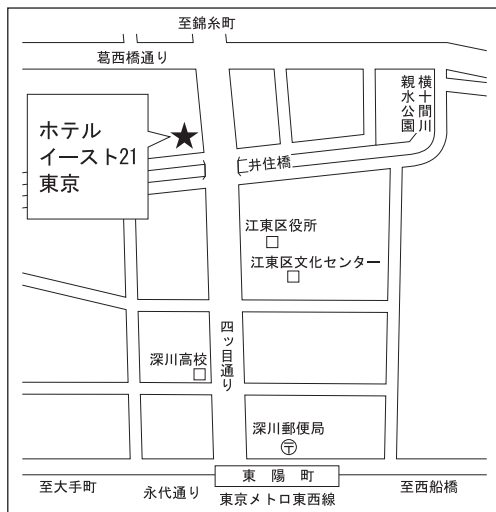 至錦糸町
葛西橋通り
横十間川
親水公園
ホテル
イースト21
東京
井住橋
江東区役所
江東区文化センター
四ッ目通り
深川高校
深川郵便局
〒
東陽町
至大手町
永代通り
東京メトロ東西線
至西船橋